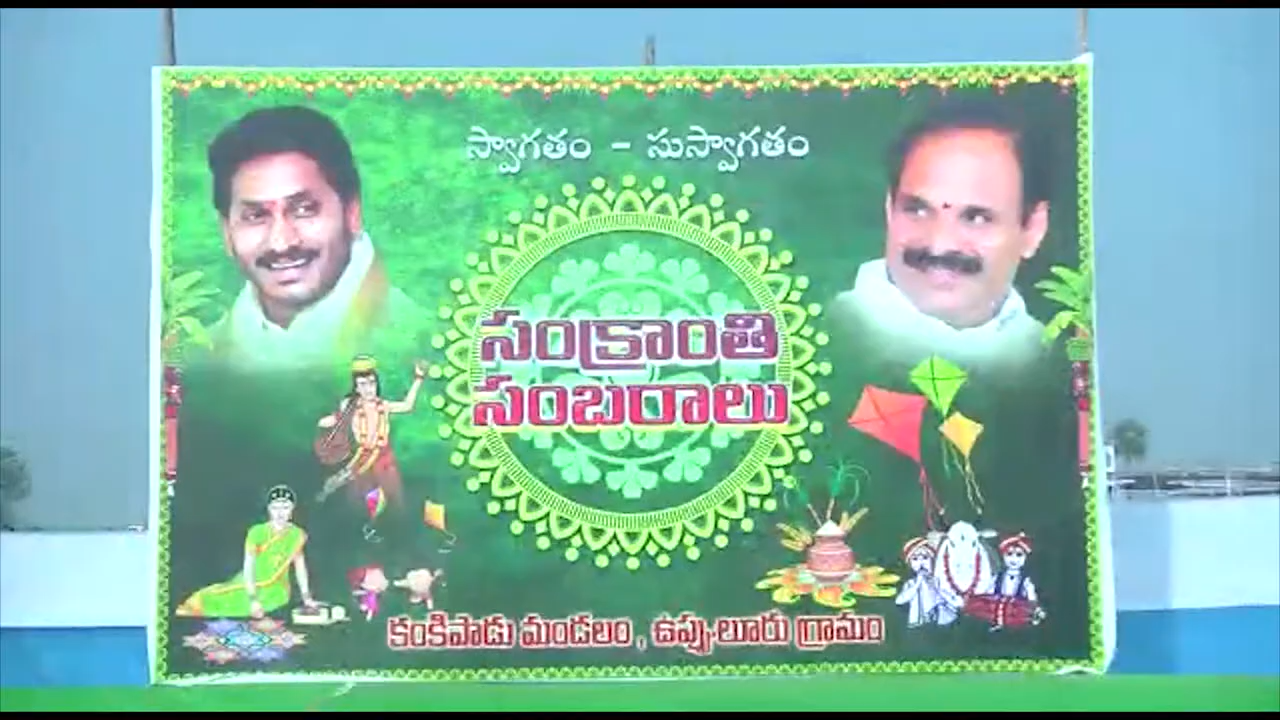 స్వాగతం - సుస్వాగతం
సంక్రాంతి
సంబరాలు
కంకిపాడు మండలం , ఉప్పులూరు గ్రామం